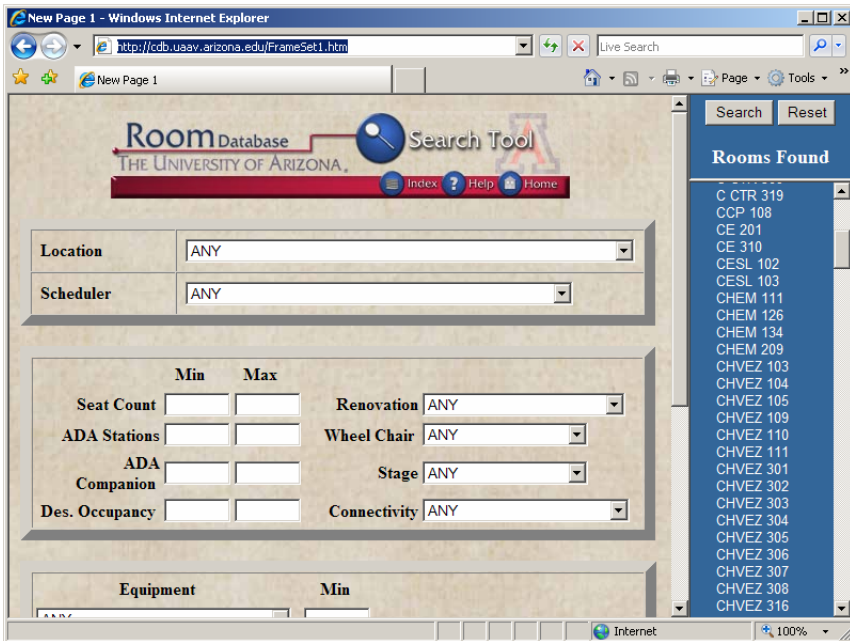 New Page 1 - Windows Internet Explorer
http://cdb.uaav.arizona.edu/FrameSet1.htm
Live Search
New Page 1
Page
Tools
»
Room Database
Search Tool
THE UNIVERSITY OF ARIZONA.
Index
? Help
Home
Location ANY
Scheduler ANY
Min Max
Seat Count
Renovation ANY
ADA Stations
Wheel Chair ANY
ADA
Companion
Stage ANY
Des. Occupancy
Connectivity ANY
Equipment Min
Search Reset
Rooms Found
C CTR 319
CCP 108
CE 201
CE 310
CESL 102
CESL 103
CHEM 111
CHEM 126
CHEM 134
CHEM 209
CHVEZ 103
CHVEZ 104
CHVEZ 105
CHVEZ 109
CHVEZ 110
CHVEZ 111
CHVEZ 301
CHVEZ 302
CHVEZ 303
CHVEZ 304
CHVEZ 305
CHVEZ 306
CHVEZ 307
CHVEZ 308
CHVEZ 316
Internet
100%